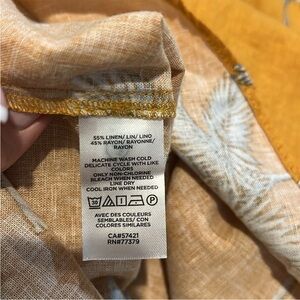 55% LINEN/ LIN/ LINO
45% RAYON/ RAYONNE/
RAYON
MACHINE WASH COLD
DELICATE CYCLE WITH LIKE
COLORS
ONLY NON-CHLORINE
BLEACH WHEN NEEDED
LINE DRY
COOL IRON WHEN NEEDED
30 P
AVEC DES COULEURS
SEMBLABLES/ CON
COLORES SIMILARES
CA#57421
RN#77379